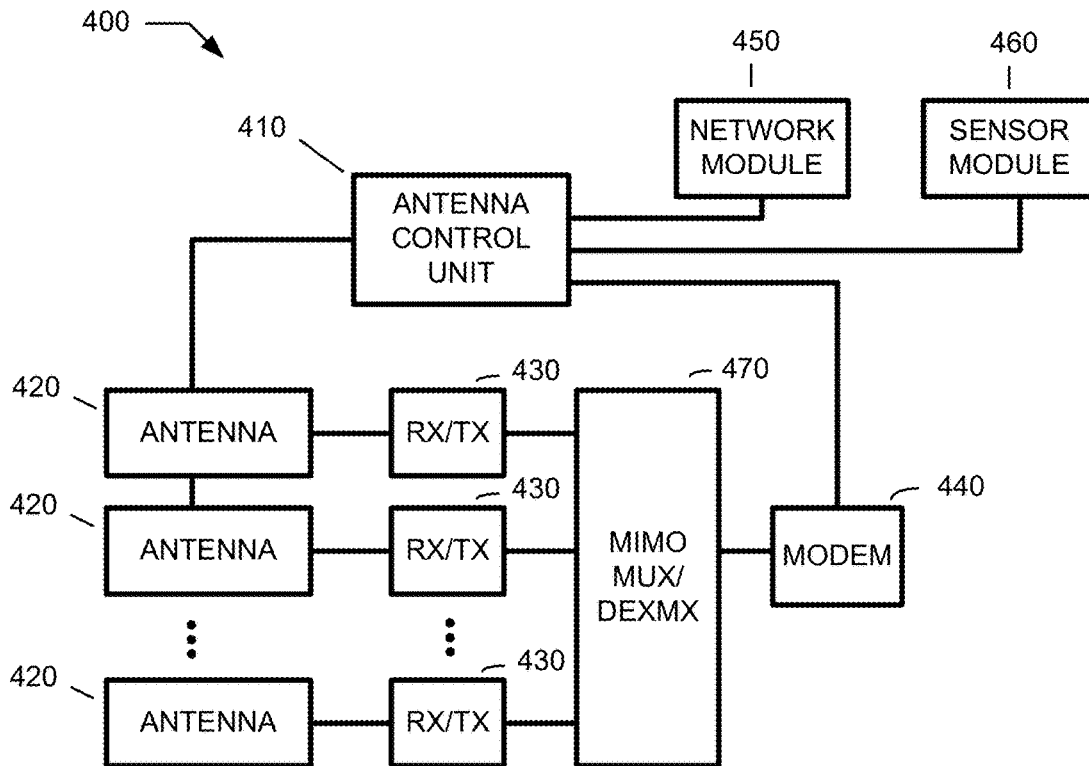 400
450
460
410
NETWORK
MODULE
SENSOR
MODULE
ANTENNA
CONTROL
UNIT
420
430
470
ANTENNA
RX/TX
420
430
440
ANTENNA
RX/TX
MIMO
MUX/
DEXMX
MODEM
420
430
ANTENNA
RX/TX